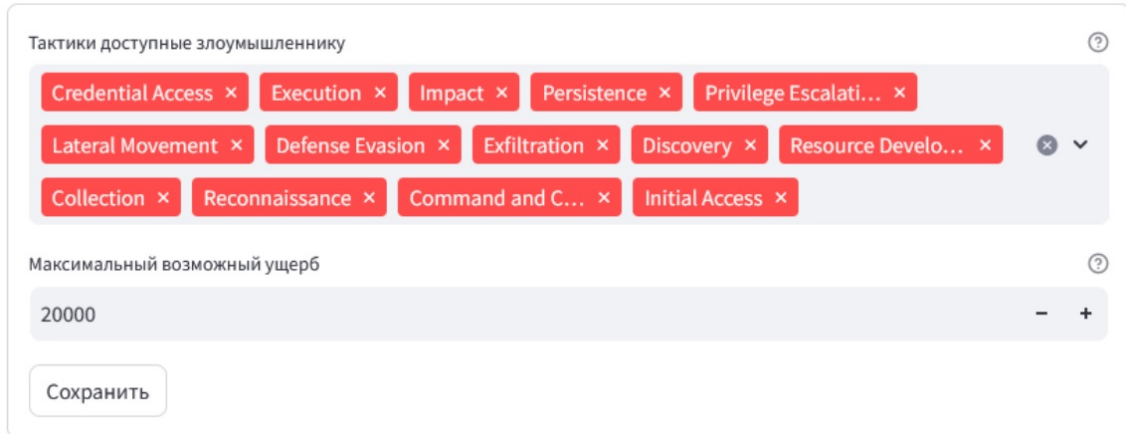 Тактики доступные злоумышленнику
Credential Access × Execution × Impact × Persistence × Privilege Escalati... ×
Lateral Movement × Defense Evasion × Exfiltration × Discovery × Resource Develo... ×
Collection × Reconnaissance × Command and C... × Initial Access ×
Максимальный возможный ущерб
20000
Сохранить